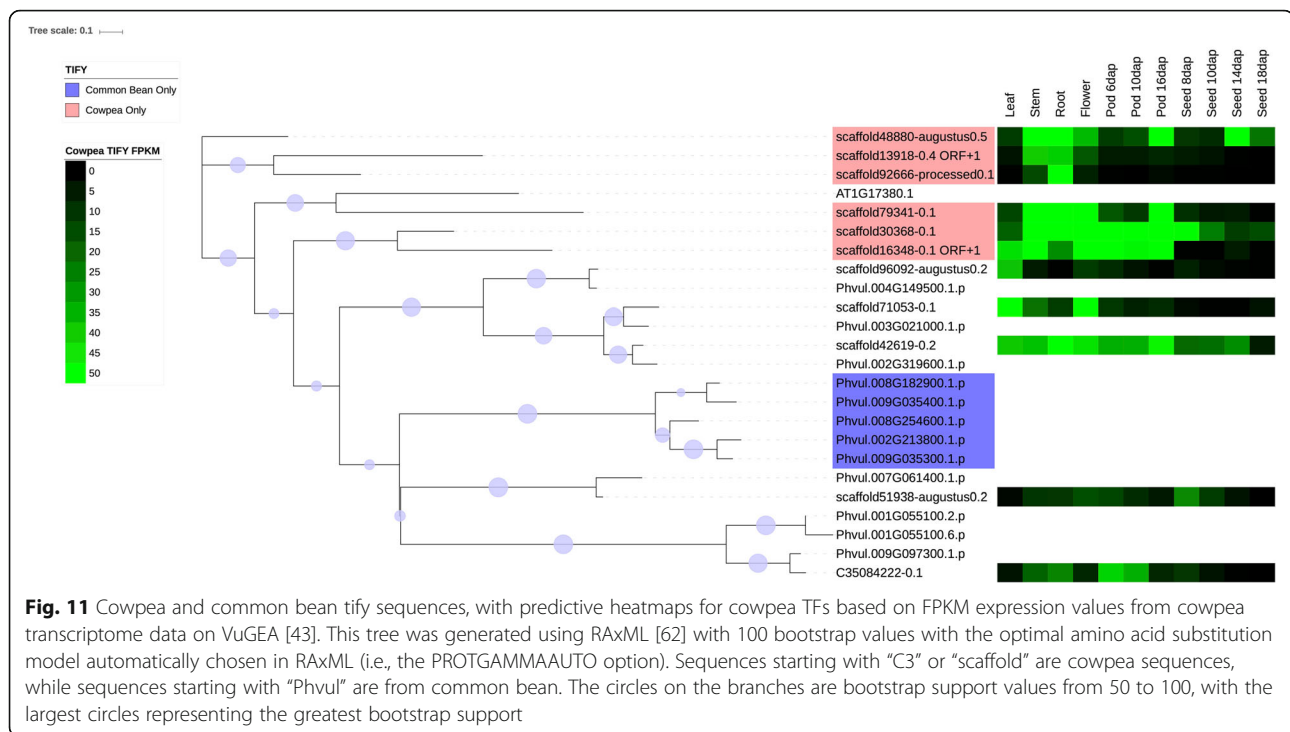 Tree scale: 0.1
TIFY
Common Bean Only
Cowpea Only
Cowpea TIFY FPKM
0
5
10
15
20
25
30
35
40
45
50
Leaf
Stem
Root
Flower
Pod 6dap
Pod 10dap
Pod 16dap
Seed 8dap
Seed 10dap
Seed 14dap
Seed 18dap
scaffold48880-augustus0.5
scaffold13918-0.4 ORF+1
scaffold92666-processed0.1
AT1G17380.1
scaffold79341-0.1
scaffold30368-0.1
scaffold16348-0.1 ORF+1
scaffold96092-augustus0.2
Phvul.004G149500.1.p
scaffold71053-0.1
Phvul.003G021000.1.p
scaffold42619-0.2
Phvul.002G319600.1.p
Phvul.008G182900.1.p
Phvul.009G035400.1.p
Phvul.008G254600.1.p
Phvul.002G213800.1.p
Phvul.009G035300.1.p
Phvul.007G061400.1.p
scaffold51938-augustus0.2
Phvul.001G055100.2.p
Phvul.001G055100.6.p
Phvul.009G097300.1.p
C35084222-0.1
Fig. 11 Cowpea and common bean tify sequences, with predictive heatmaps for cowpea TFs based on FPKM expression values from cowpea
transcriptome data on VuGEA [43]. This tree was generated using RAxML [62] with 100 bootstrap values with the optimal amino acid substitution
model automatically chosen in RAxML (i.e., the PROTGAMMAAUTO option). Sequences starting with “C3” or “scaffold” are cowpea sequences,
while sequences starting with “Phvul” are from common bean. The circles on the branches are bootstrap support values from 50 to 100, with the
largest circles representing the greatest bootstrap support